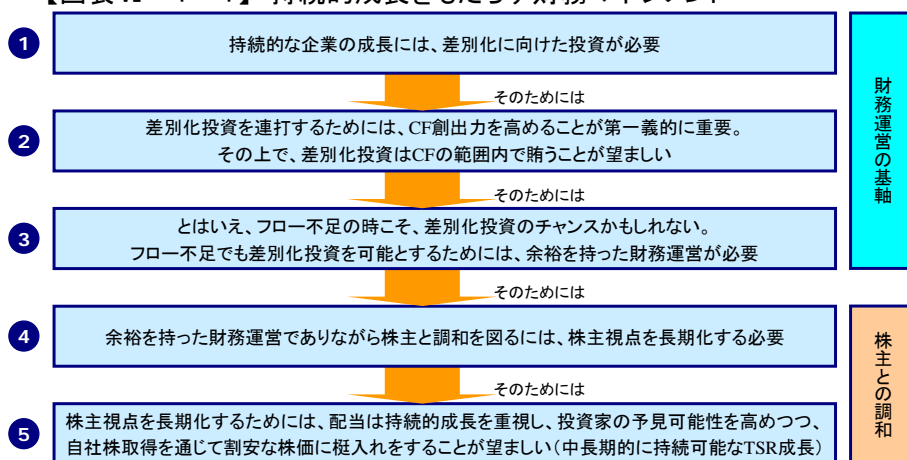 1
持続的な企業の成長には、差別化に向けた投資が必要
そのためには
2
差別化投資を連打するためには、CF創出力を高めることが第一義的に重要。
その上で、差別化投資はCFの範囲内で賄うことが望ましい
そのためには
3
とはいえ、フロー不足の時こそ、差別化投資のチャンスかもしれない。
フロー不足でも差別化投資を可能とするためには、余裕を持った財務運営が必要
財務運営の基軸
そのためには
4
余裕を持った財務運営でありながら株主と調和を図るには、株主視点を長期化する必要
そのためには
5
株主視点を長期化するためには、配当は持続的成長を重視し、投資家の予見可能性を高めつつ、
自社株取得を通じて割安な株価に梃入れをすることが望ましい（中長期的に持続可能なTSR成長）
株主との調和